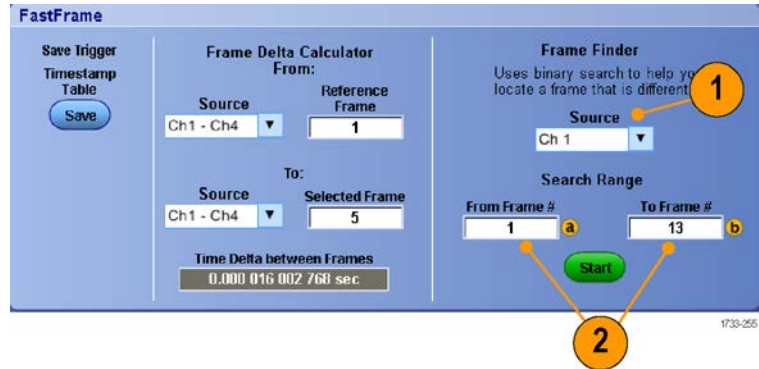 FastFrame
Save Trigger
Timestamp
Table
Save
Frame Delta Calculator
From:
Source
Reference
Frame
Ch1 - Ch4
1
To:
Source
Selected Frame
Ch1 - Ch4
5
Time Delta between Frames
0.000 016 002 768 sec
Frame Finder
Uses binary search to help
locate a frame that is different
1
Source
Ch 1
Search Range
From Frame #
To Frame #
1
a
13
b
Start
2
1733-255